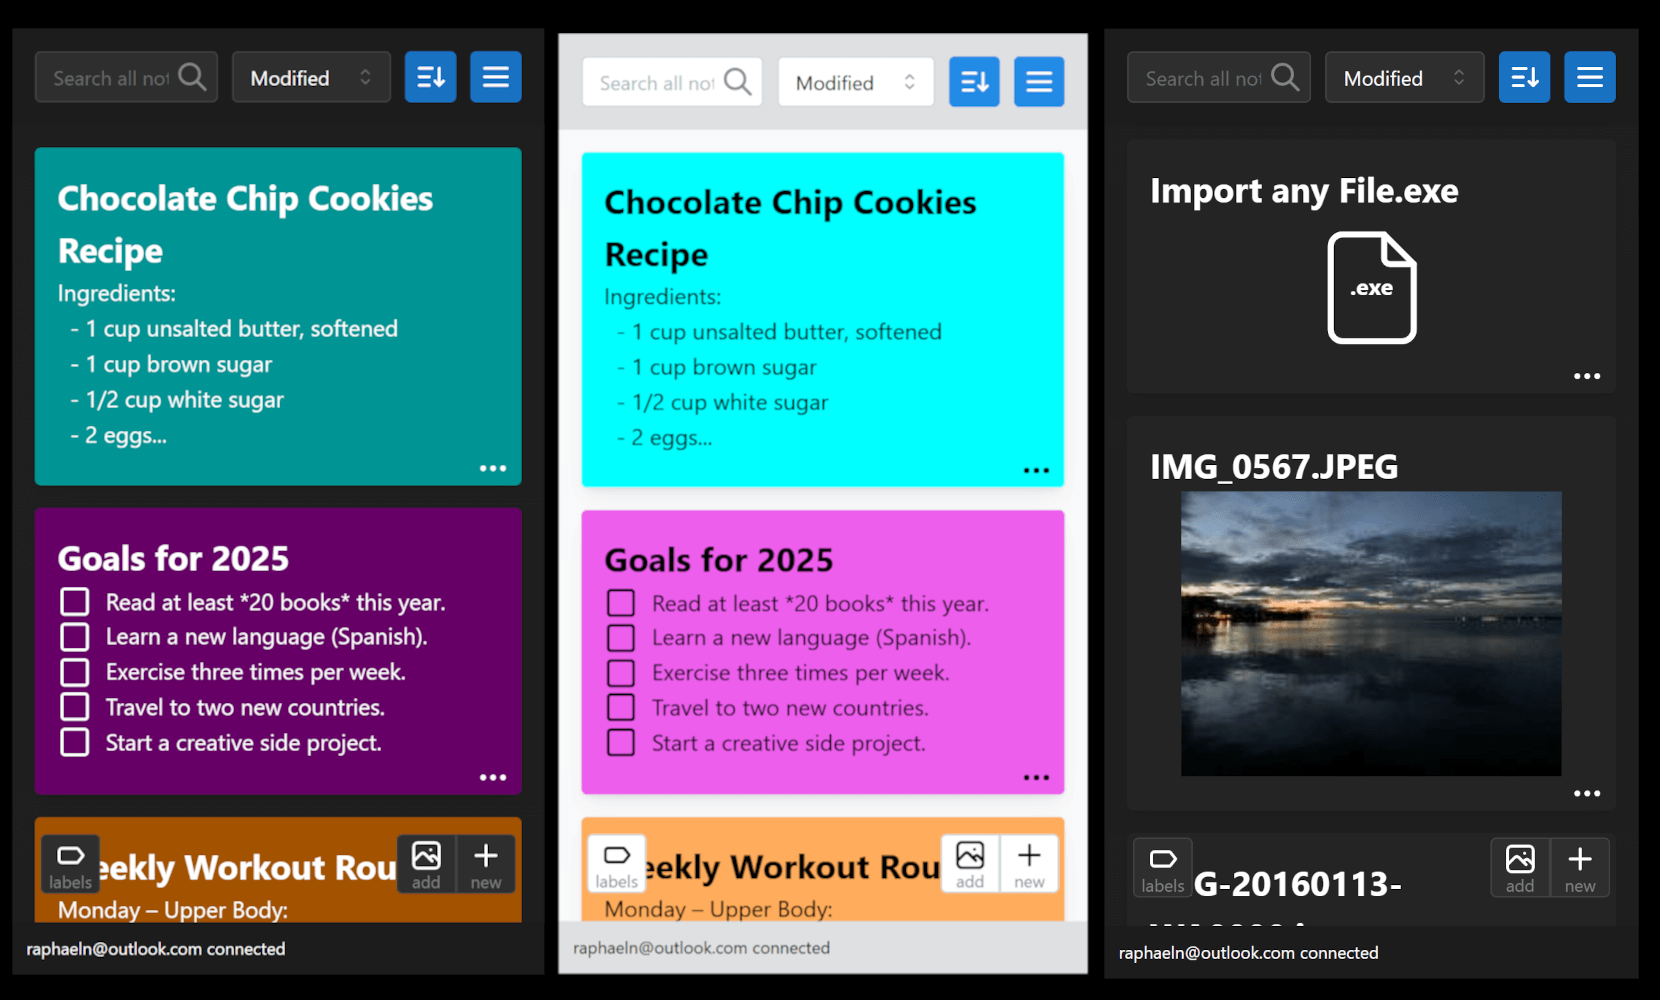 Search all not
Modified
Chocolate Chip Cookies
Recipe
Ingredients:
- 1 cup unsalted butter, softened
- 1 cup brown sugar
- 1/2 cup white sugar
- 2 eggs...
Goals for 2025
Read at least *20 books* this year.
Learn a new language (Spanish).
Exercise three times per week.
Travel to two new countries.
Start a creative side project.
eekly Workout Rou
labels
add
new
Monday – Upper Body:
raphaeln@outlook.com connected
Search all not
Modified
Chocolate Chip Cookies
Recipe
Ingredients:
- 1 cup unsalted butter, softened
- 1 cup brown sugar
- 1/2 cup white sugar
- 2 eggs...
Goals for 2025
Read at least *20 books* this year.
Learn a new language (Spanish).
Exercise three times per week.
Travel to two new countries.
Start a creative side project.
eekly Workout Rou
labels
add
new
Monday – Upper Body:
raphaeln@outlook.com connected
Search all not
Modified
Import any File.exe
.exe
IMG_0567.JPEG
G-20160113-
labels
add
new
raphaeln@outlook.com connected